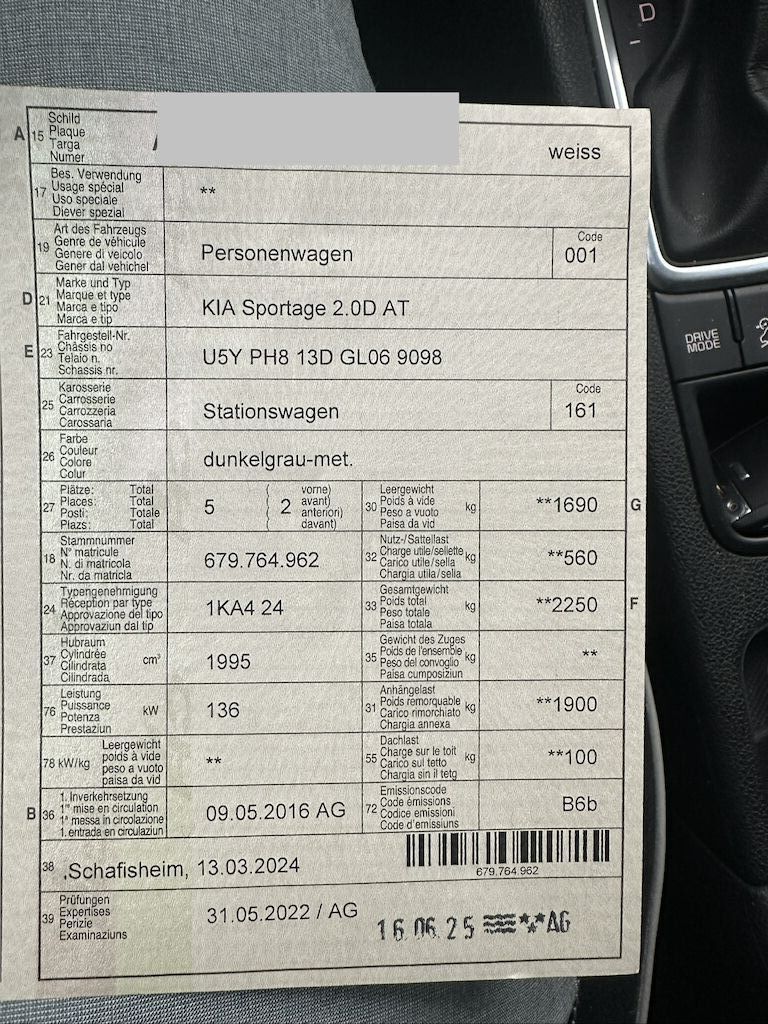 D
A
15
Schild
Plaque
Targa
Numer
weiss
17
Bes. Verwendung
Usage spécial
Uso speciale
Diever spezial
**
19
Art des Fahrzeugs
Genre de véhicule
Genere di veicolo
Gener dal vehichel
Personenwagen
Code
001
D
21
Marke und Typ
Marque et type
Marca e tipo
Marca e tip
KIA Sportage 2.0D AT
E
23
Fahrgestell-Nr.
Châssis no
Telaio n.
Schassis nr.
U5Y PH8 13D GL06 9098
25
Karosserie
Carrosserie
Carrozzeria
Carossaria
Stationswagen
Code
161
26
Farbe
Couleur
Colore
Colur
dunkelgrau-met.
27
Plätze: Total
Places: Total
Posti: Totale
Plazs: Total
5
( 2 vorne)
( avant)
( anteriori)
( davant)
30
Leergewicht
Poids à vide
Peso a vuoto
Paisa da vid
kg
**1690
G
18
Stammnummer
N° matricule
N. di matricola
Nr. da matricla
679.764.962
32
Nutz-/Sattellast
Charge utile/sellette
Carico utile/sella
Chargia utila/sella
kg
**560
24
Typengenehmigung
Réception par type
Approvazione del tipo
Approvaziun dal tip
1KA4 24
33
Gesamtgewicht
Poids total
Peso totale
Paisa totala
kg
**2250
F
37
Hubraum
Cylindrée
Cilindrata
Cilindrada
cm³
1995
35
Gewicht des Zuges
Poids de l'ensemble
Peso del convoglio
Paisa cumposiziun
kg
**
76
Leistung
Puissance
Potenza
Prestaziun
kW
136
31
Anhängelast
Poids remorquable
Carico rimorchiato
Chargia annexa
kg
**1900
78 kW/kg
Leergewicht
poids à vide
peso a vuoto
paisa da vid
**
55
Dachlast
Charge sur le toit
Carico sul tetto
Chargia sin il tetg
kg
**100
B
36
1. Inverkehrsetzung
1re mise en circulation
1a messa in circolazione
1. entrada en circulaziun
09.05.2016 AG
72
Emissionscode
Code émissions
Codice emissioni
Code d'emissiuns
B6b
38
.Schafisheim, 13.03.2024
679.764.962
39
Prüfungen
Expertises
Perizie
Examinaziuns
31.05.2022 / AG
16.06.25 AG
DRIVE
MODE